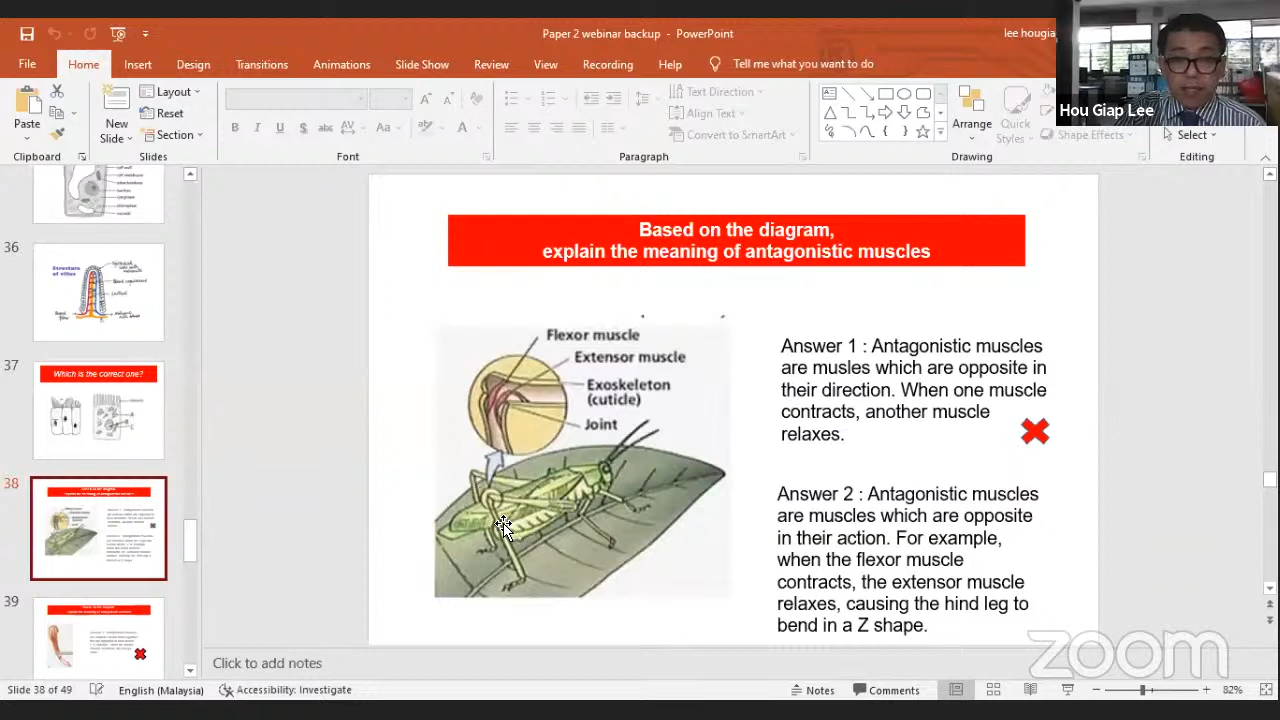 Paper 2 webinar backup - PowerPoint
lee hougia
File Home Insert Design Transitions Animations Slide Show Review View Recording Help Tell me what you want to do
Hou Giap Lee
Paste
New
Slide
Layout
Reset
Section
B I U S abc AV Aa A
Text Direction
Align Text
Convert to SmartArt
Arrange
Quick
Styles
Shape Effects
Select
Clipboard Slides Font Paragraph Drawing Editing
36
Structure
of villus
37
Which is the correct one?
38
39
Based on the diagram,
explain the meaning of antagonistic muscles
Flexor muscle
Extensor muscle
Exoskeleton
(cuticle)
Joint
Answer 1 : Antagonistic muscles
are musles which are opposite in
their direction. When one muscle
contracts, another muscle
relaxes.
Answer 2 : Antagonistic muscles
are muscles which are opposite
in their action. For example,
when the flexor muscle
contracts, the extensor muscle
relaxes, causing the hind leg to
bend in a Z shape.
zoom
Click to add notes
Slide 38 of 49 English (Malaysia) Accessibility: Investigate Notes Comments 82%